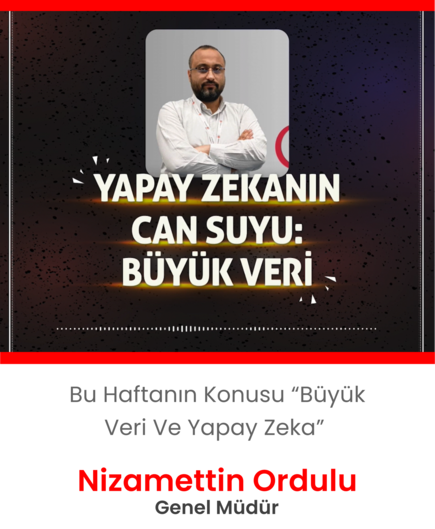 YAPAY ZEKANIN
CAN SUYU:
BÜYÜK VERİ
Bu Haftanın Konusu “Büyük
Veri Ve Yapay Zeka”
Nizamettin Ordulu
Genel Müdür